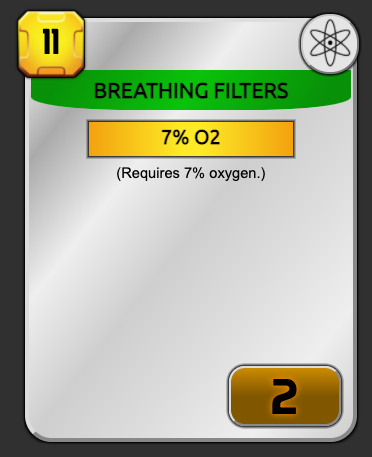 11
BREATHING FILTERS
7% O2
(Requires 7% oxygen.)
2